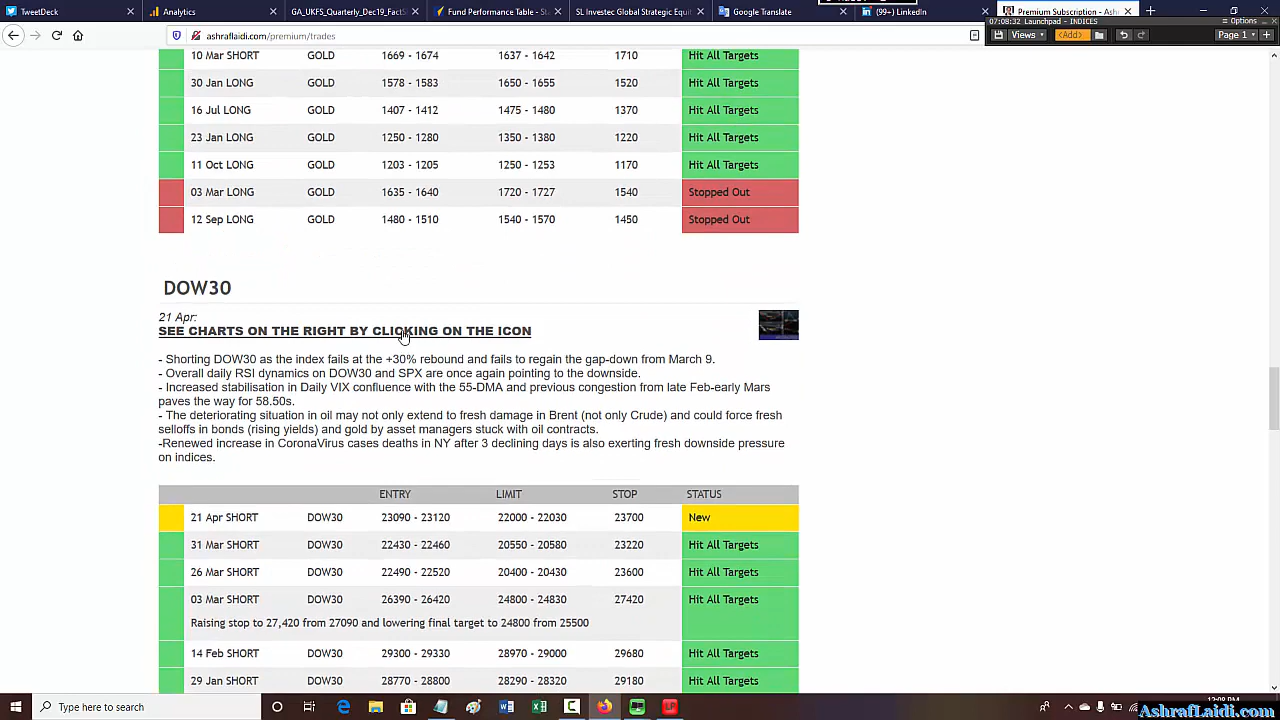 TweetDeck
Analytics
GA_UKFS_Quarterly_Dec19_FactS
Fund Performance Table - St
SL Investec Global Strategic Equit
Google Translate
(99+) LinkedIn
Premium Subscription - Ash
07:08:32 Launchpad - INDICES
Options
ashraflaidi.com/premium/trades
Views
<Add>
Page 1
10 Mar SHORT GOLD 1669 - 1674 1637 - 1642 1710 Hit All Targets
30 Jan LONG GOLD 1578 - 1583 1650 - 1655 1325 Hit All Targets
16 Jul LONG GOLD 1407 - 1412 1475 - 1480 1370 Hit All Targets
23 Jan LONG GOLD 1250 - 1280 1350 - 1380 1220 Hit All Targets
11 Oct LONG GOLD 1203 - 1205 1250 - 1253 1170 Hit All Targets
03 Mar LONG GOLD 1635 - 1640 1720 - 1727 1540 Stopped Out
12 Sep LONG GOLD 1480 - 1510 1540 - 1570 1450 Stopped Out
DOW30
21 Apr:
SEE CHARTS ON THE RIGHT BY CLICKING ON THE ICON
- Shorting DOW30 as the index fails at the +30% rebound and fails to regain the gap-down from March 9.
- Overall daily RSI dynamics on DOW30 and SPX are once again pointing to the downside.
- Increased stabilisation in Daily VIX confluence with the 55-DMA and previous congestion from late Feb-early Mars
paves the way for 58.50s.
- The deteriorating situation in oil may not only extend to fresh damage in Brent (not only Crude) and could force fresh
selloffs in bonds (rising yields) and gold by asset managers stuck with oil contracts.
-Renewed increase in CoronaVirus cases deaths in NY after 3 declining days is also exerting fresh downside pressure
on indices.
ENTRY LIMIT STOP STATUS
21 Apr SHORT DOW30 23090 - 23120 22000 - 22030 23700 New
31 Mar SHORT DOW30 22430 - 22460 20550 - 20580 23220 Hit All Targets
26 Mar SHORT DOW30 22490 - 22520 20400 - 20430 23600 Hit All Targets
03 Mar SHORT DOW30 26390 - 26420 24800 - 24830 27420 Hit All Targets
Raising stop to 27,420 from 27090 and lowering final target to 24800 from 25500
14 Feb SHORT DOW30 29300 - 29330 28970 - 29000 29680 Hit All Targets
29 Jan SHORT DOW30 28770 - 28800 28290 - 28320 29180 Hit All Targets
Type here to search
AshrafLaidi.com